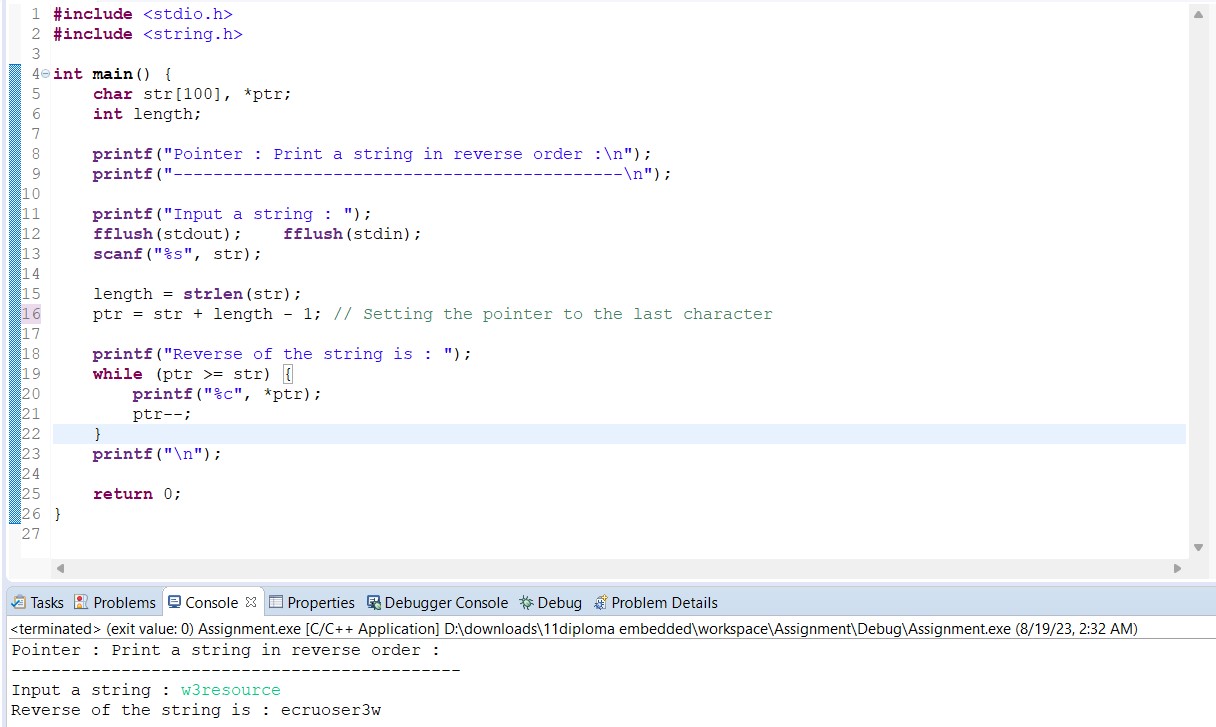 1 #include <stdio.h>
2 #include <string.h>
3
4 int main() {
5     char str[100], *ptr;
6     int length;
7
8     printf("Pointer : Print a string in reverse order :\n");
9     printf("---------------------------------------------\n");
10
11     printf("Input a string : ");
12     fflush(stdout);    fflush(stdin);
13     scanf("%s", str);
14
15     length = strlen(str);
16     ptr = str + length - 1; // Setting the pointer to the last character
17
18     printf("Reverse of the string is : ");
19     while (ptr >= str) {
20         printf("%c", *ptr);
21         ptr--;
22     }
23     printf("\n");
24
25     return 0;
26 }
27
Tasks Problems Console Properties Debugger Console Debug Problem Details
<terminated> (exit value: 0) Assignment.exe [C/C++ Application] D:\downloads\11diploma embedded\workspace\Assignment\Debug\Assignment.exe (8/19/23, 2:32 AM)
Pointer : Print a string in reverse order :
---------------------------------------------
Input a string : w3resource
Reverse of the string is : ecruoser3w